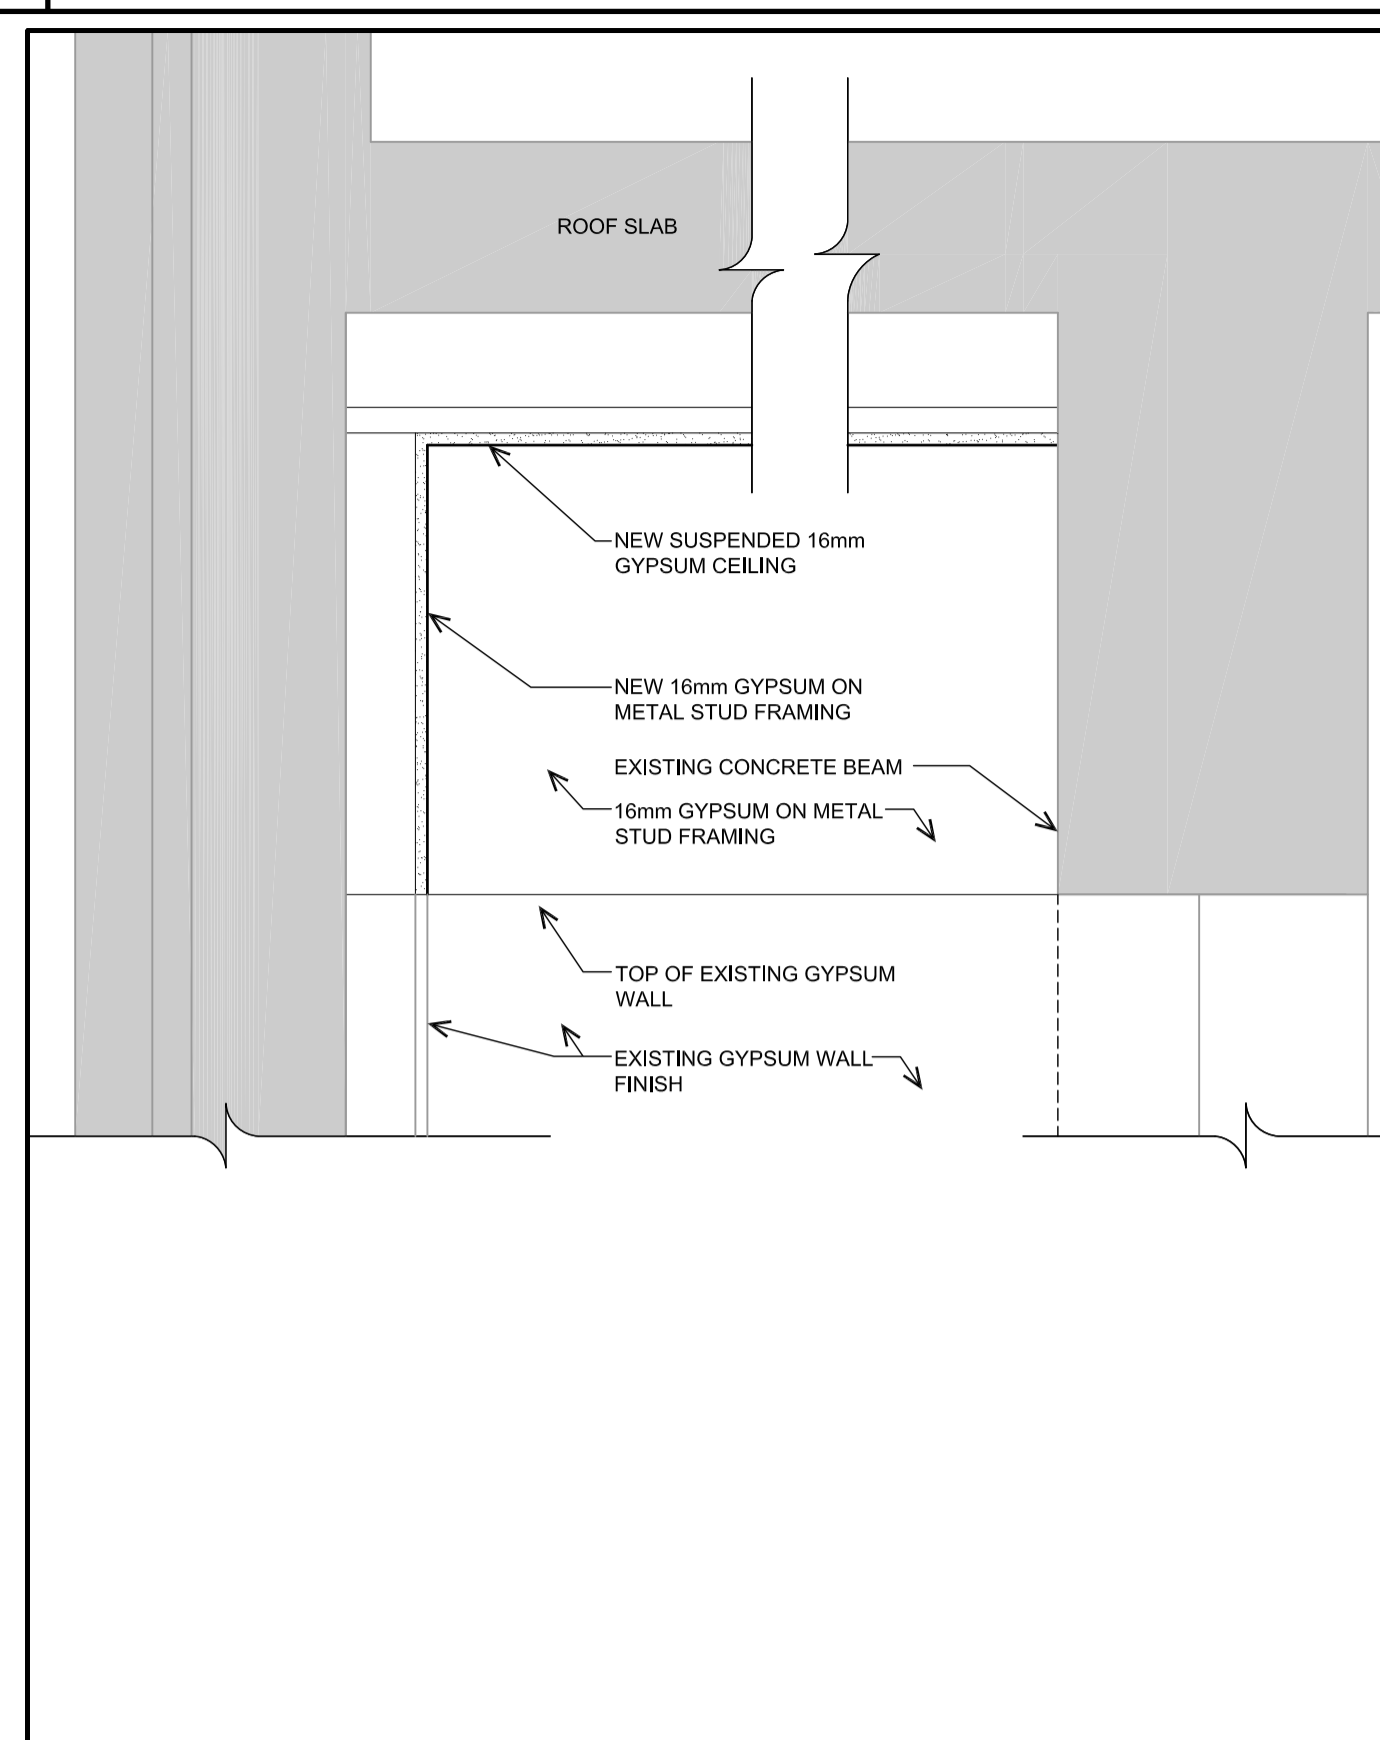 ROOF SLAB
NEW SUSPENDED 16mm
GYPSUM CEILING
NEW 16mm GYPSUM ON
METAL STUD FRAMING
EXISTING CONCRETE BEAM
16mm GYPSUM ON METAL
STUD FRAMING
TOP OF EXISTING GYPSUM
WALL
EXISTING GYPSUM WALL
FINISH